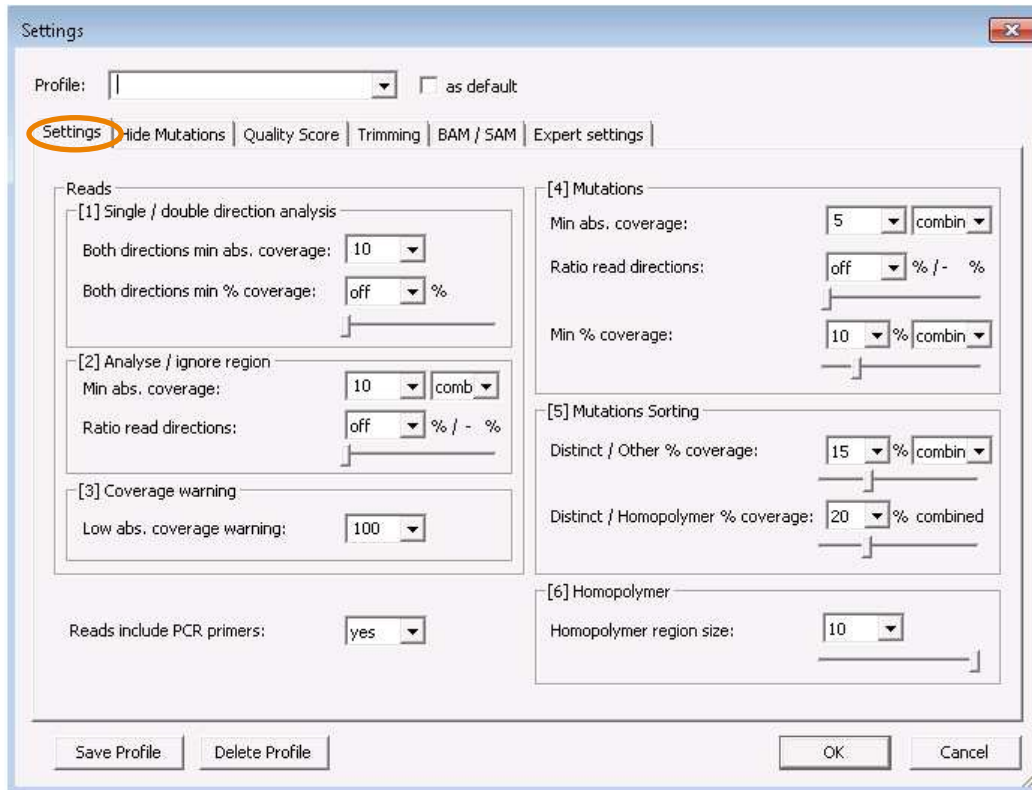 Settings
Profile:
as default
Settings Hide Mutations Quality Score Trimming BAM / SAM Expert settings
Reads
[1] Single / double direction analysis
Both directions min abs. coverage: 10
Both directions min % coverage: off %
[2] Analyse / ignore region
Min abs. coverage: 10 comb
Ratio read directions: off % / - %
[3] Coverage warning
Low abs. coverage warning: 100
Reads include PCR primers: yes
[4] Mutations
Min abs. coverage: 5 combin
Ratio read directions: off % / - %
Min % coverage: 10 % combin
[5] Mutations Sorting
Distinct / Other % coverage: 15 % combin
Distinct / Homopolymer % coverage: 20 % combined
[6] Homopolymer
Homopolymer region size: 10
Save Profile Delete Profile OK Cancel